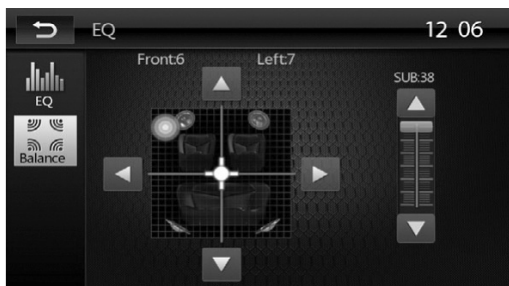 EQ
12 06
Front:6 Left:7
SUB:38
EQ
Balance